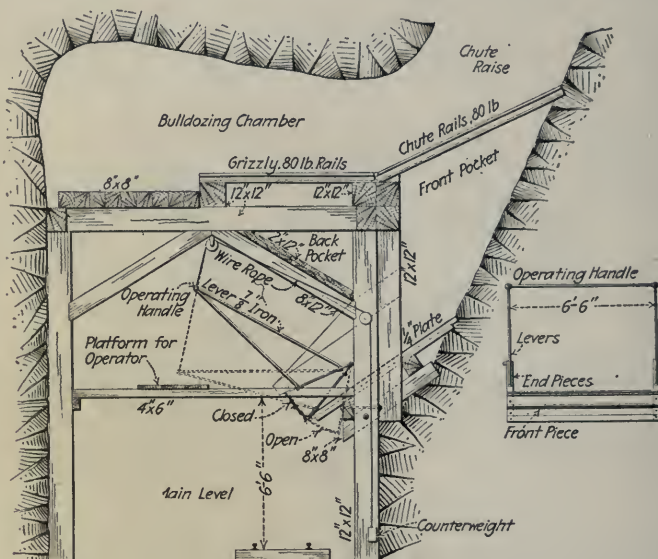 Chute
Raise
Bulldozing Chamber
Chute Rails, 80 lb
Grizzly, 80 lb. Rails
Front Pocket
8"x8"
12"x12"
12"x12"
2"x12"
Back
Pocket
12"x12"
Wire Rope
8"x12"
Operating
Handle
Lever 7/8" Iron
1/4" Plate
Platform for
Operator
4"x6"
Closed
Open
8"x8"
6'-6"
Main Level
12"x12"
Counterweight
Operating Handle
6'-6"
Levers
End Pieces
Front Piece